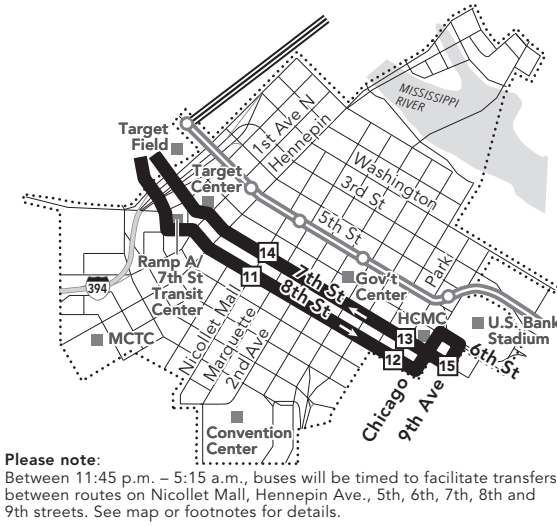 MISSISSIPPI
RIVER
Target
Field
1st Ave N
Hennepin
Washington
3rd St
Target
Center
5th St
14
Ramp A/
7th St
Transit
Center
11
7th St
8th St
Gov't
Center
Park
394
MCTC
Nicollet Mall
Marquette
2nd Ave
HCMC
13
U.S. Bank
Stadium
12
15
6th St
Chicago
9th Ave
Convention
Center
Please note:
Between 11:45 p.m. – 5:15 a.m., buses will be timed to facilitate transfers
between routes on Nicollet Mall, Hennepin Ave., 5th, 6th, 7th, 8th and
9th streets. See map or footnotes for details.